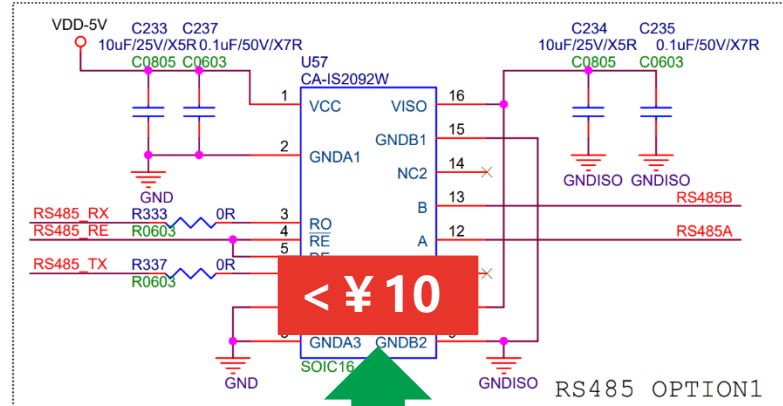 VDD-5V
C233 C237
10uF/25V/X5R 0.1uF/50V/X7R
C0805 C0603
U57
CA-IS2092W
C234 C235
10uF/25V/X5R 0.1uF/50V/X7R
C0805 C0603
1 VCC VISO 16
GNDB1 15
2 GNDA1
NC2 14
GND
GNDISO GNDISO
B 13 RS485B
RS485_RX R333 0R 3 RO
RS485_RE R0603 4 RE
A 12 RS485A
5
RS485_TX R337 0R
R0603
< ¥ 10
GNDA3 GNDB2
SOIC16
GND
GNDISO
RS485 OPTION1